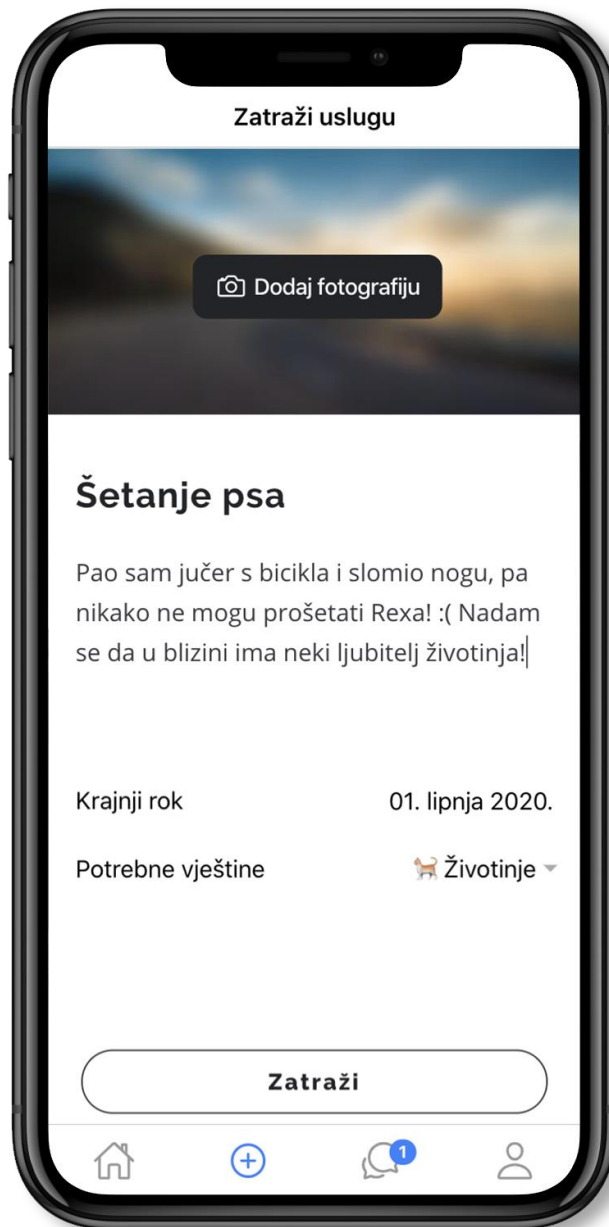 Zatraži uslugu
Dodaj fotografiju
Šetanje psa
Pao sam jučer s bicikla i slomio nogu, pa
nikako ne mogu prošetati Rexa! :( Nadam
se da u blizini ima neki ljubitelj životinja!
Krajnji rok 01. lipnja 2020.
Potrebne vještine 🐈 Životinje
Zatraži
1